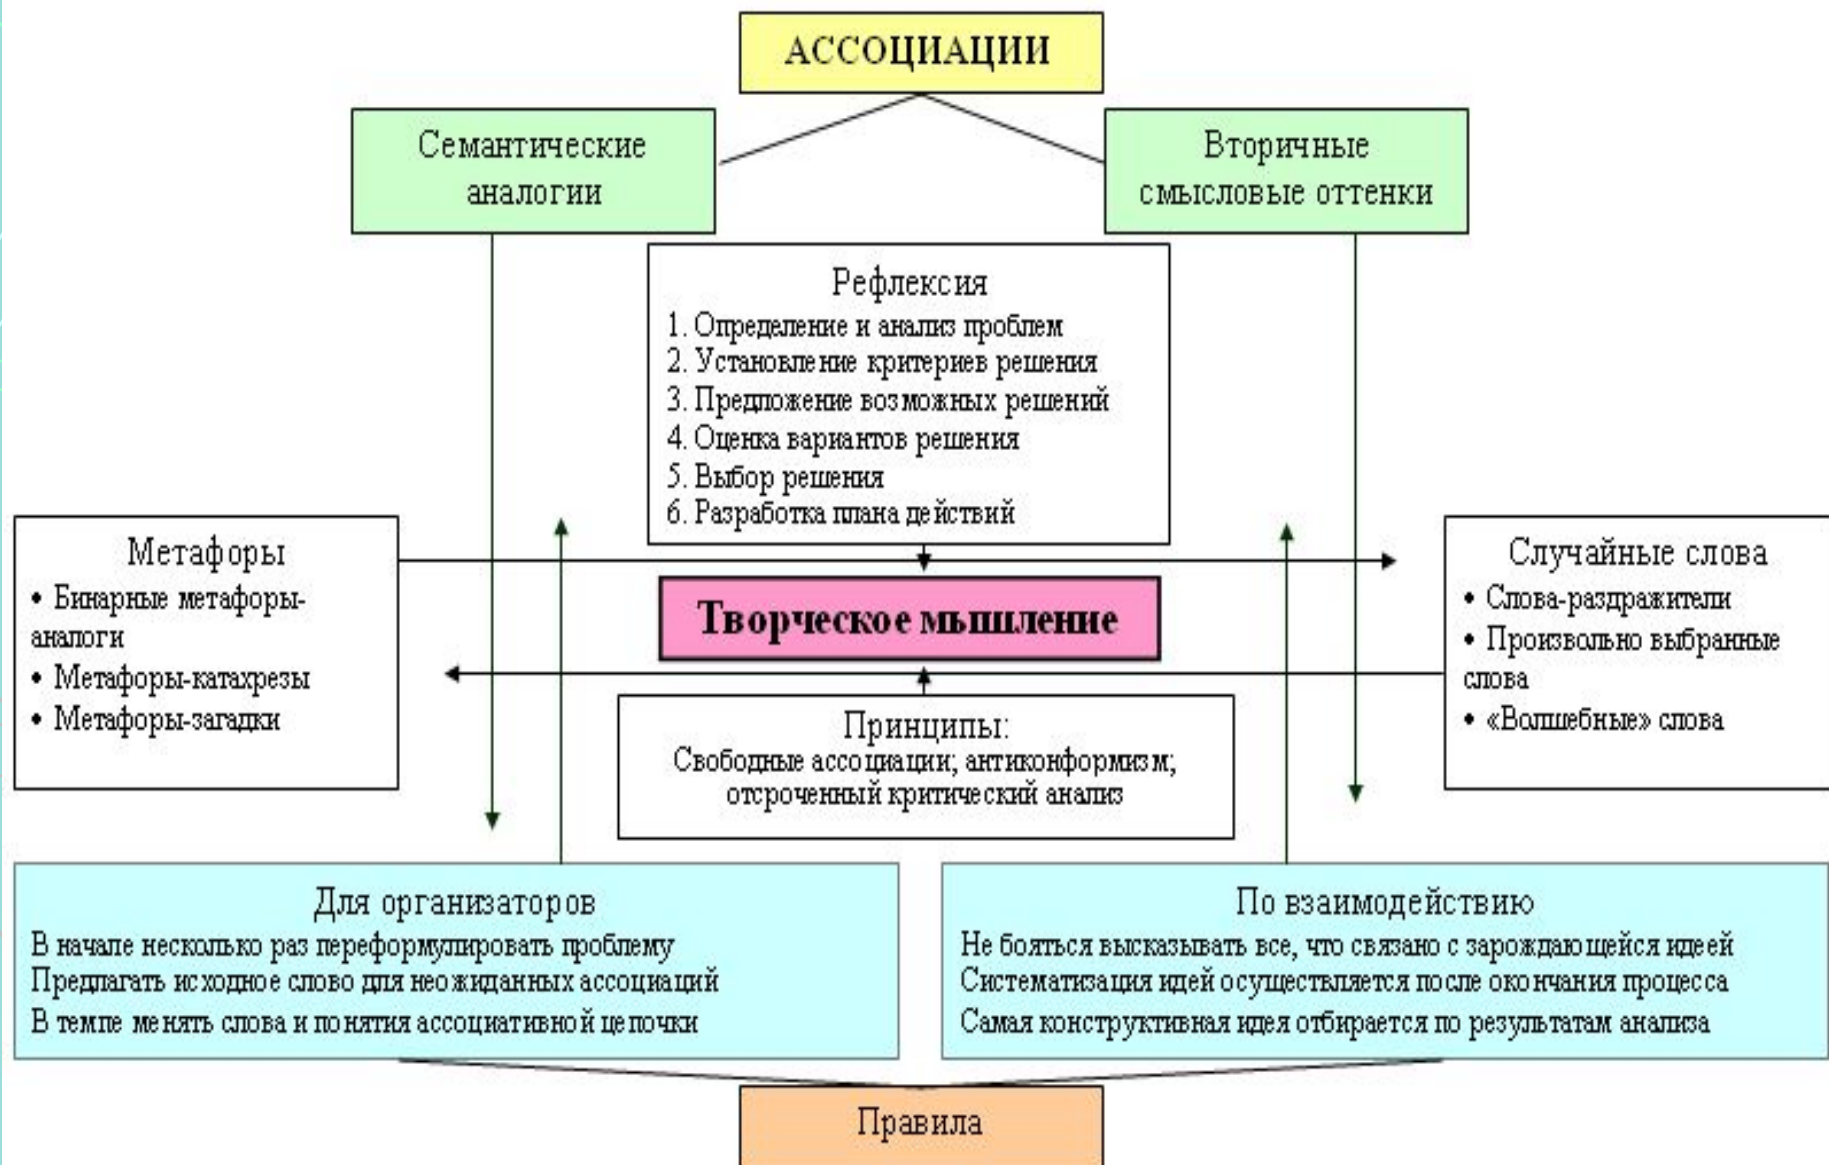 АССОЦИАЦИИ
Семантические
аналогии
Вторичные
смысловые оттенки
Рефлексия
1. Определение и анализ проблем
2. Установление критериев решения
3. Предложение возможных решений
4. Оценка вариантов решения
5. Выбор решения
6. Разработка плана действий
Метафоры
• Бинарные метафоры-
аналоги
• Метафоры-катахрезы
• Метафоры-загадки
Творческое мышление
Случайные слова
• Слова-раздражители
• Произвольно выбранные
слова
• «Волшебные» слова
Принципы:
Свободные ассоциации; антиконформизм;
отсроченный критический анализ
Для организаторов
В начале несколько раз переформулировать проблему
Предлагать исходное слово для неожиданных ассоциаций
В темпе менять слова и понятия ассоциативной цепочки
По взаимодействию
Не бояться высказывать все, что связано с зарождающейся идеей
Систематизация идей осуществляется после окончания процесса
Самая конструктивная идея отбирается по результатам анализа
Правила